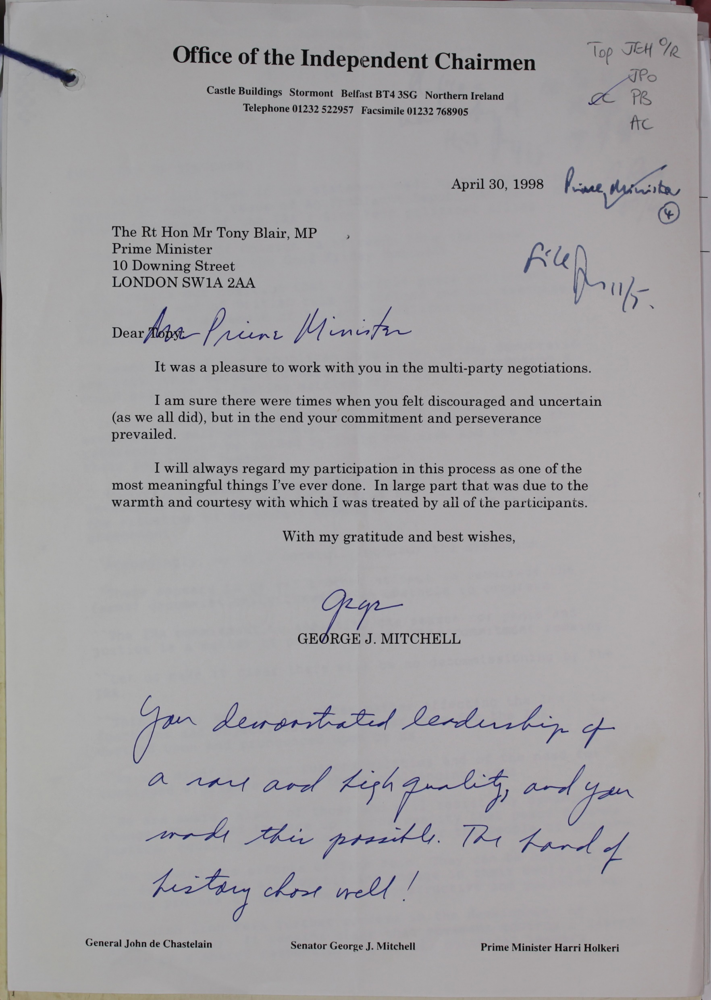 Office of the Independent Chairmen
Castle Buildings Stormont Belfast BT4 3SG Northern Ireland
Telephone 01232 522957 Facsimile 01232 768905
Top JEH O/R
JPO
cc PB
AC
April 30, 1998
Prime Minister
4
The Rt Hon Mr Tony Blair, MP
Prime Minister
10 Downing Street
LONDON SW1A 2AA
File
11/5.
Dear Tony:
Prime Minister
It was a pleasure to work with you in the multi-party negotiations.
I am sure there were times when you felt discouraged and uncertain
(as we all did), but in the end your commitment and perseverance
prevailed.
I will always regard my participation in this process as one of the
most meaningful things I've ever done. In large part that was due to the
warmth and courtesy with which I was treated by all of the participants.
With my gratitude and best wishes,
George
GEORGE J. MITCHELL
You demonstrated leadership of
a rare and high quality, and you
made this possible. The hand of
history chose well!
General John de Chastelain Senator George J. Mitchell Prime Minister Harri Holkeri